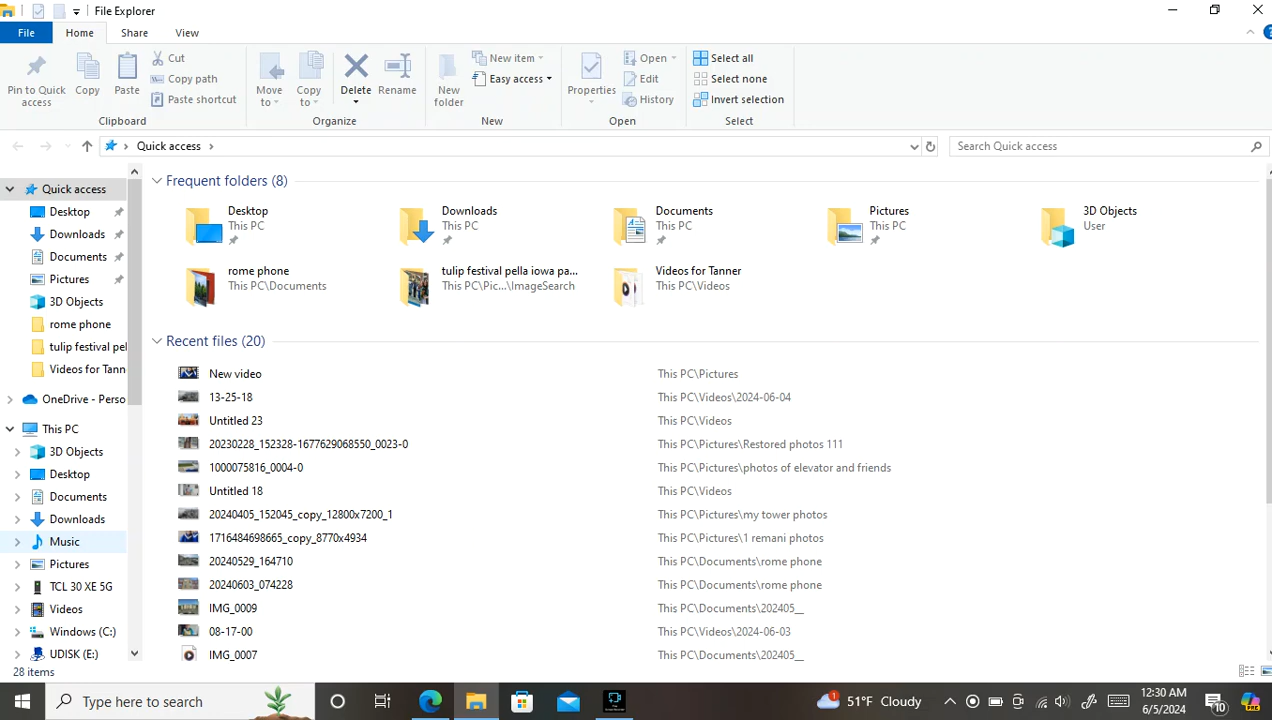 File Explorer
File Home Share View
Pin to Quick access
Copy
Paste
Cut
Copy path
Paste shortcut
Clipboard
Move to
Copy to
Delete
Rename
Organize
New folder
New item
Easy access
New
Properties
Open
Edit
History
Open
Select all
Select none
Invert selection
Select
Quick access
Search Quick access
Quick access
Desktop
Downloads
Documents
Pictures
3D Objects
rome phone
tulip festival pel
Videos for Tann
OneDrive - Perso
This PC
3D Objects
Desktop
Documents
Downloads
Music
Pictures
TCL 30 XE 5G
Videos
Windows (C:)
UDISK (E:)
Frequent folders (8)
Desktop
This PC
Downloads
This PC
Documents
This PC
Pictures
This PC
3D Objects
User
rome phone
This PC\Documents
tulip festival pella iowa pa...
This PC\Pic...\ImageSearch
Videos for Tanner
This PC\Videos
Recent files (20)
New video This PC\Pictures
13-25-18 This PC\Videos\2024-06-04
Untitled 23 This PC\Videos
20230228_152328-1677629068550_0023-0 This PC\Pictures\Restored photos 111
1000075816_0004-0 This PC\Pictures\photos of elevator and friends
Untitled 18 This PC\Videos
20240405_152045_copy_12800x7200_1 This PC\Pictures\my tower photos
1716484698665_copy_8770x4934 This PC\Pictures\1 remani photos
20240529_164710 This PC\Documents\rome phone
20240603_074228 This PC\Documents\rome phone
IMG_0009 This PC\Documents\202405__
08-17-00 This PC\Videos\2024-06-03
IMG_0007 This PC\Documents\202405__
28 items
Type here to search
1
51°F Cloudy
12:30 AM
6/5/2024
10